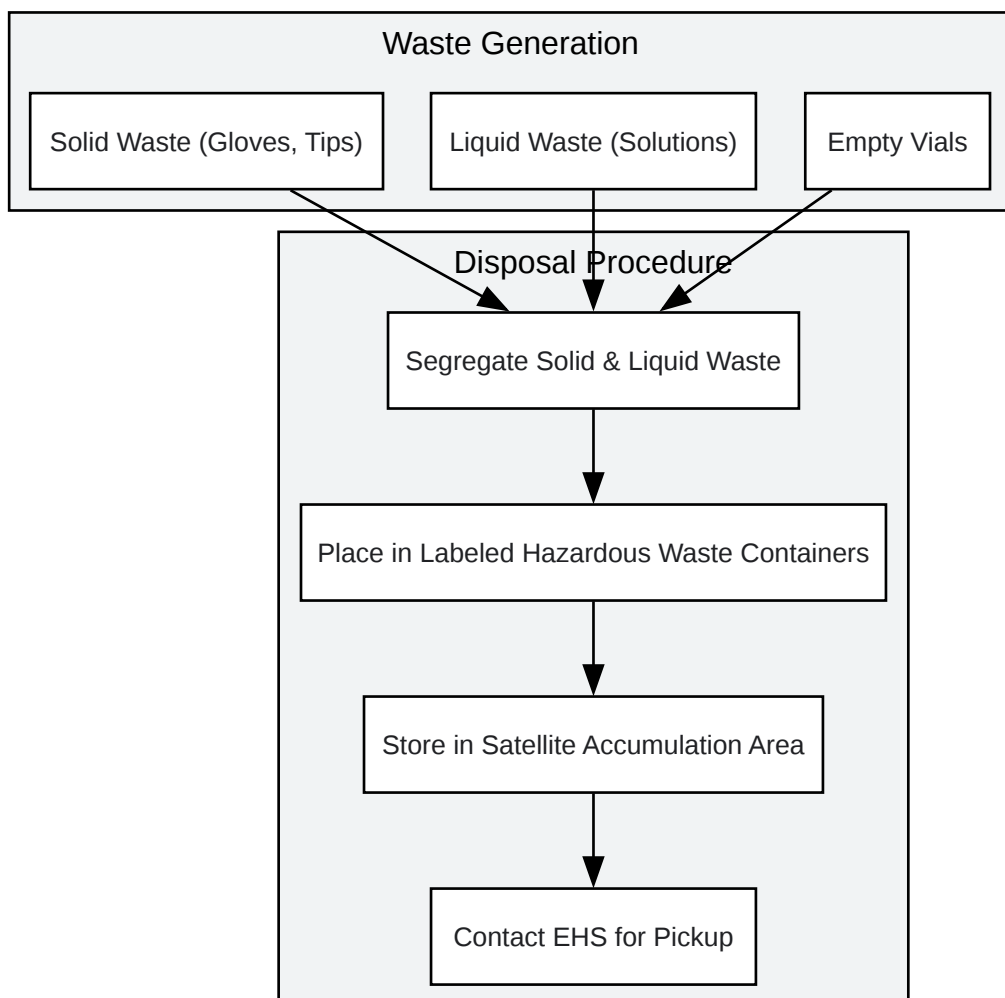 Waste Generation
Solid Waste (Gloves, Tips)
Liquid Waste (Solutions)
Empty Vials
Disposal Procedure
Segregate Solid & Liquid Waste
Place in Labeled Hazardous Waste Containers
Store in Satellite Accumulation Area
Contact EHS for Pickup